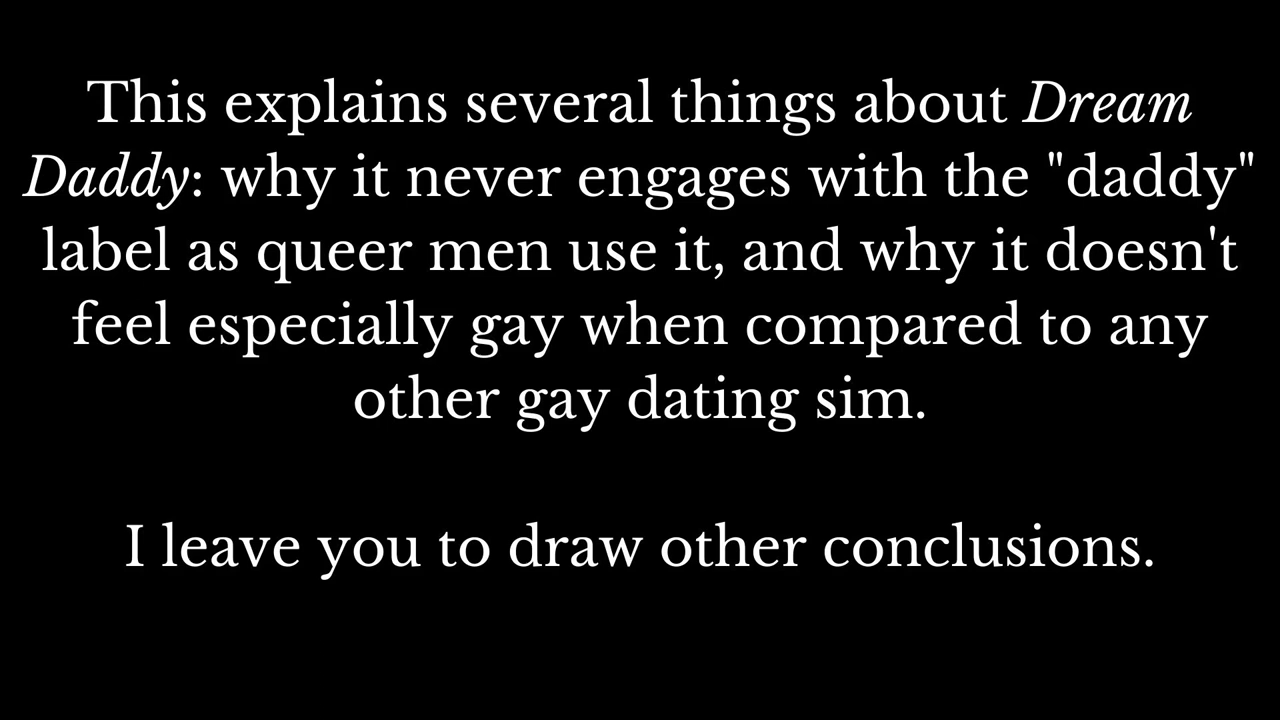 This explains several things about Dream
Daddy: why it never engages with the "daddy"
label as queer men use it, and why it doesn't
feel especially gay when compared to any
other gay dating sim.
I leave you to draw other conclusions.